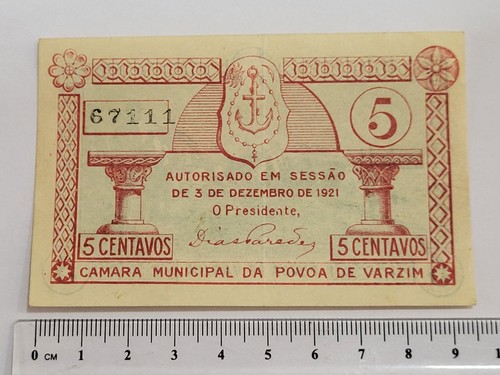 67111
5
AUTORISADO EM SESSÃO
DE 3 DE DEZEMBRO DE 1921
O Presidente,
5 CENTAVOS
5 CENTAVOS
CAMARA MUNICIPAL DA POVOA DE VARZIM
0 CM 1 2 3 4 5 6 7 8 9